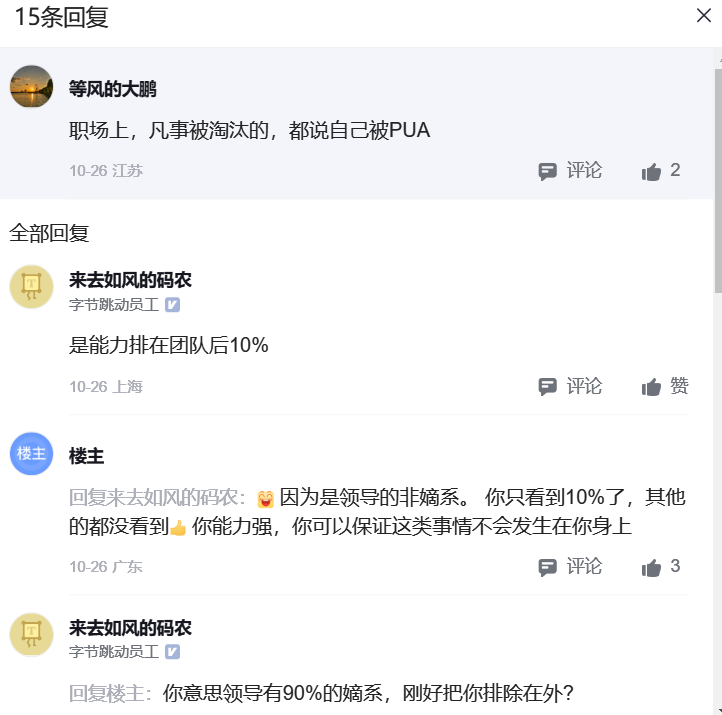 15条回复
等风的大鹏
职场上，凡事被淘汰的，都说自己被PUA
10-26 江苏
评论
2
全部回复
来去如风的码农
字节跳动员工
是能力排在团队后10%
10-26 上海
评论
赞
楼主
楼主
回复来去如风的码农：😆 因为是领导的非嫡系。 你只看到10%了，其他
的都没看到👍 你能力强，你可以保证这类事情不会发生在你身上
10-26 广东
评论
3
来去如风的码农
字节跳动员工
回复楼主：你意思领导有90%的嫡系，刚好把你排除在外?